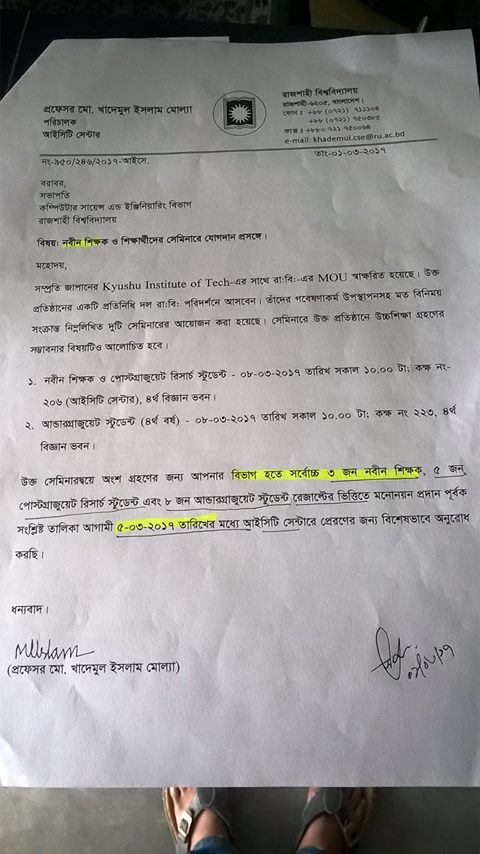 প্রফেসর মো. খাদেমুল ইসলাম মোল্যা
পরিচালক
আইসিটি সেন্টার
রাজশাহী বিশ্ববিদ্যালয়
রাজশাহী-৬২০৫, বাংলাদেশ।
ফোন : +৮৮ (০৭২১) ৭১১১০৪
+৮৮ (০৭২১) ৭৫০৩৮৫
ফ্যাক্স : +৮৮০ ৭২১ ৭৫০০৬৪
e-mail: khademul.cse@ru.ac.bd
নং-৯৫০/২৪৬/২০১৭-আইসে.
তাং-০১-০৩-২০১৭
বরাবর,
সভাপতি
কম্পিউটার সায়েন্স এন্ড ইঞ্জিনিয়ারিং বিভাগ
রাজশাহী বিশ্ববিদ্যালয়
বিষয়: নবীন শিক্ষক ও শিক্ষার্থীদের সেমিনারে যোগদান প্রসঙ্গে।
মহোদয়,
সম্প্রতি জাপানের Kyushu Institute of Tech-এর সাথে রা:বি:-এর MOU স্বাক্ষরিত হয়েছে। উক্ত
প্রতিষ্ঠানের একটি প্রতিনিধি দল রা:বি: পরিদর্শনে আসবেন। তাঁদের গবেষণাকর্ম উপস্থাপনসহ মত বিনিময়
সংক্রান্ত নিম্নলিখিত দুটি সেমিনারের আয়োজন করা হয়েছে। সেমিনারে উক্ত প্রতিষ্ঠানে উচ্চশিক্ষা গ্রহণের
সম্ভাবনার বিষয়টিও আলোচিত হবে।
১. নবীন শিক্ষক ও পোস্টগ্রাজুয়েট রিসার্চ স্টুডেন্ট - ০৮-০৩-২০১৭ তারিখ সকাল ১০.০০ টা; কক্ষ নং-
২০৬ (আইসিটি সেন্টার), ৪র্থ বিজ্ঞান ভবন।
২. আন্ডারগ্রাজুয়েট স্টুডেন্ট (৪র্থ বর্ষ) - ০৮-০৩-২০১৭ তারিখ সকাল ১০.০০ টা; কক্ষ নং ২২৩, ৪র্থ
বিজ্ঞান ভবন।
উক্ত সেমিনারদ্বয়ে অংশ গ্রহণের জন্য আপনার বিভাগ হতে সর্বোচ্চ ৩ জন নবীন শিক্ষক, ৫ জন
পোস্টগ্রাজুয়েট রিসার্চ স্টুডেন্ট এবং ৮ জন আন্ডারগ্রাজুয়েট স্টুডেন্ট রেজাল্টের ভিত্তিতে মনোনয়ন প্রদান পূর্বক
সংশ্লিষ্ট তালিকা আগামী ৫-০৩-২০১৭ তারিখের মধ্যে আইসিটি সেন্টারে প্রেরণের জন্য বিশেষভাবে অনুরোধ
করছি।
ধন্যবাদ।
(প্রফেসর মো. খাদেমুল ইসলাম মোল্যা)